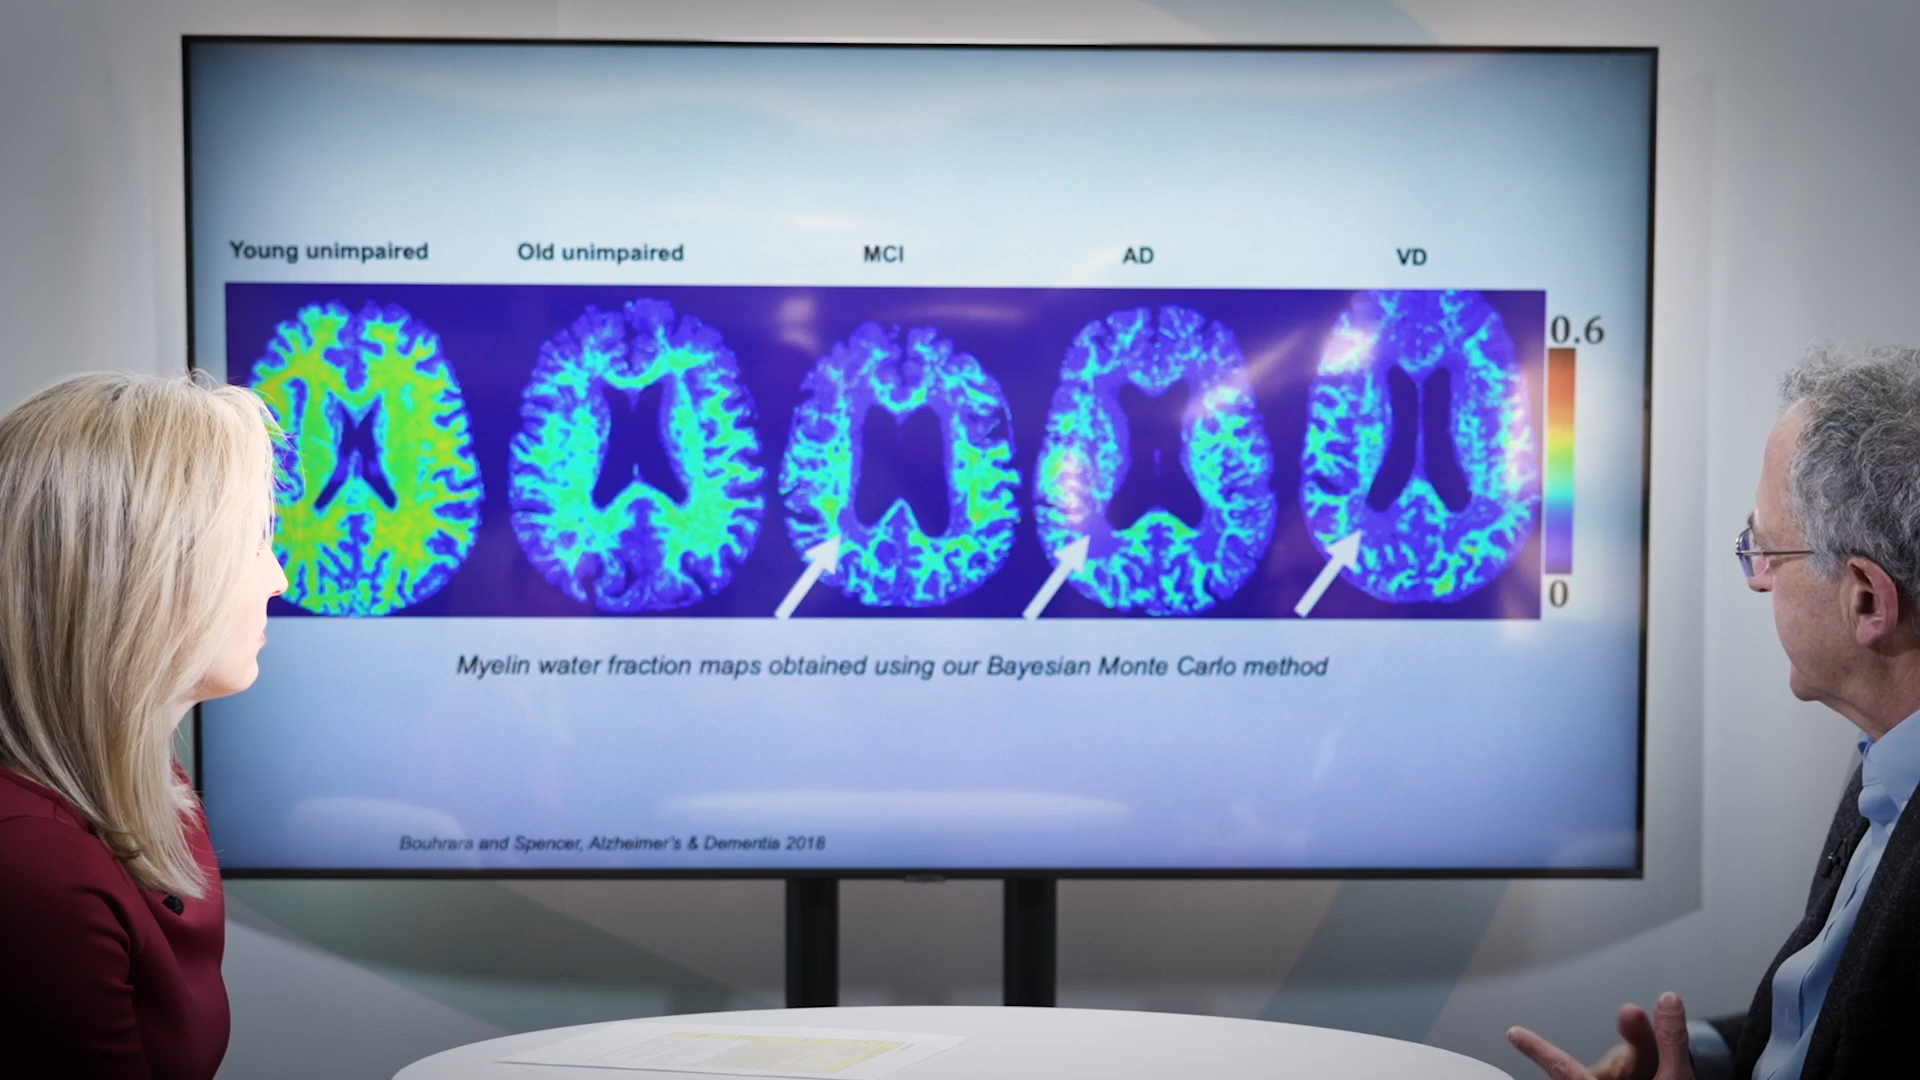 Young unimpaired Old unimpaired MCI AD VD
0.6
0
Myelin water fraction maps obtained using our Bayesian Monte Carlo method
Bouhrara and Spencer, Alzheimer's & Dementia 2018